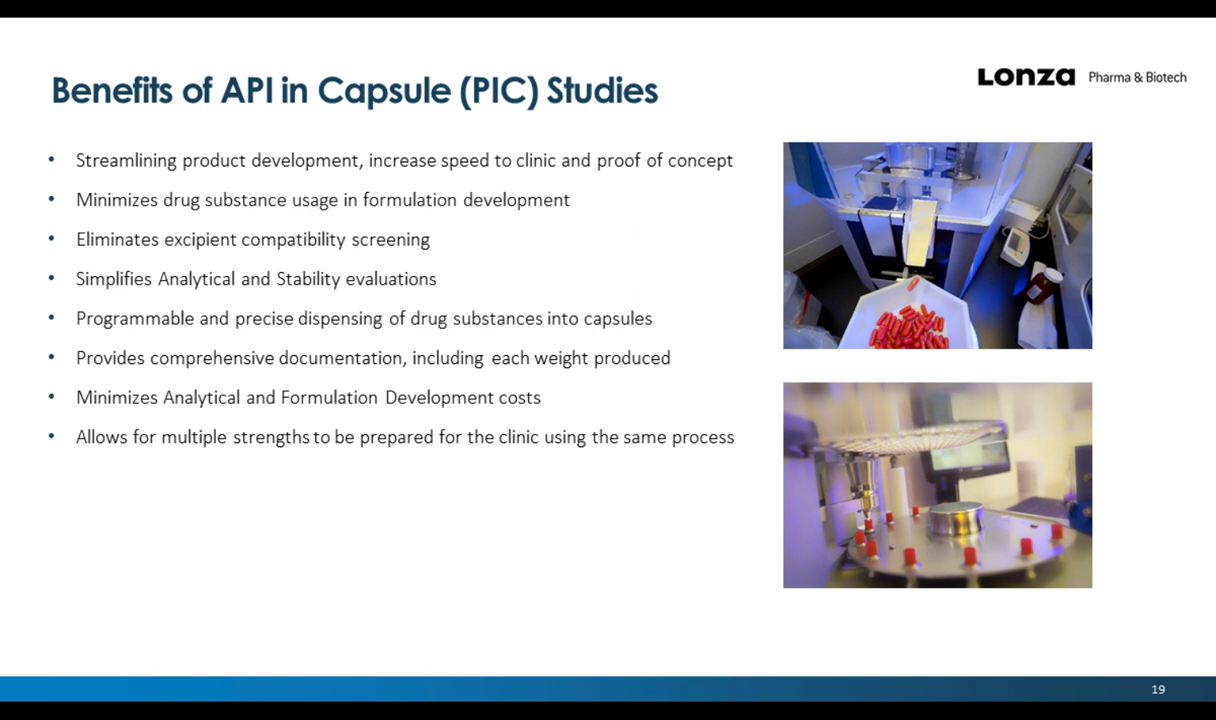 Benefits of API in Capsule (PIC) Studies
Lonza Pharma & Biotech
• Streamlining product development, increase speed to clinic and proof of concept
• Minimizes drug substance usage in formulation development
• Eliminates excipient compatibility screening
• Simplifies Analytical and Stability evaluations
• Programmable and precise dispensing of drug substances into capsules
• Provides comprehensive documentation, including each weight produced
• Minimizes Analytical and Formulation Development costs
• Allows for multiple strengths to be prepared for the clinic using the same process
19